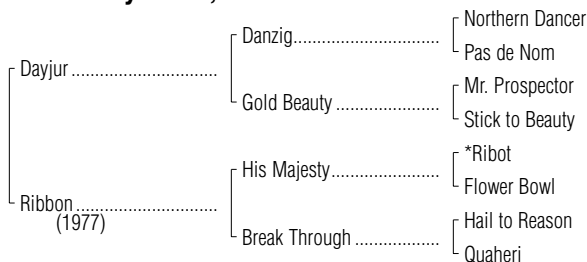 Northern Dancer
Danzig
Pas de Nom
Dayjur
Mr. Prospector
Gold Beauty
Stick to Beauty
*Ribot
His Majesty
Flower Bowl
Ribbon
(1977)
Hail to Reason
Break Through
Quaheri